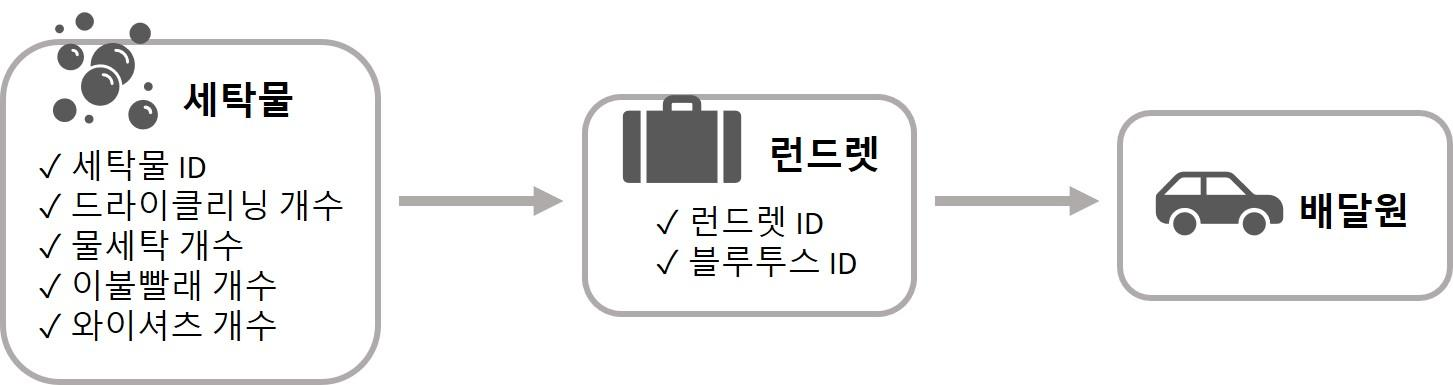 세탁물
✓ 세탁물 ID
✓ 드라이클리닝 개수
✓ 물세탁 개수
✓ 이불빨래 개수
✓ 와이셔츠 개수
런드렛
✓ 런드렛 ID
✓ 블루투스 ID
배달원